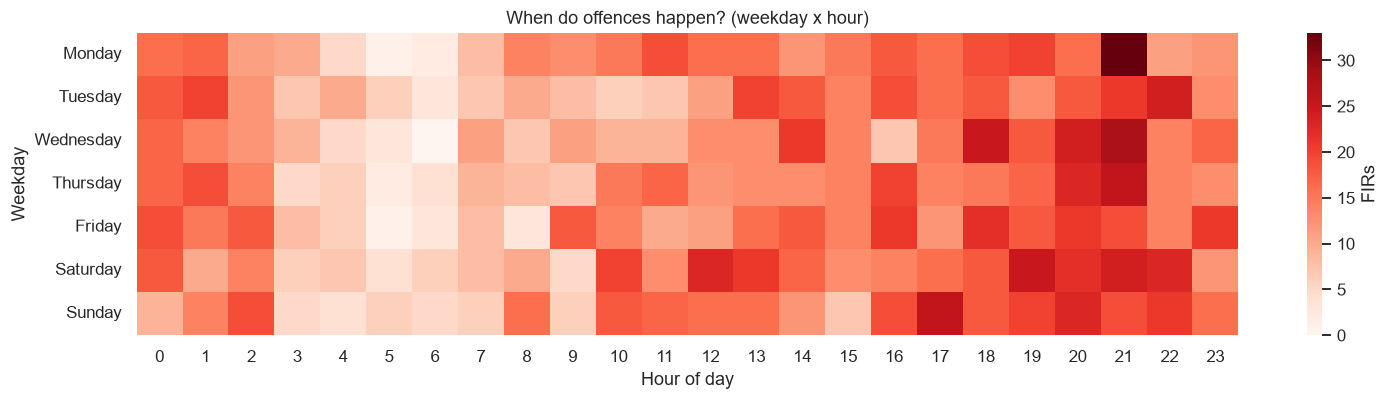 When do offences happen? (weekday x hour)
Weekday
Monday
Tuesday
Wednesday
Thursday
Friday
Saturday
Sunday
0 1 2 3 4 5 6 7 8 9 10 11 12 13 14 15 16 17 18 19 20 21 22 23
Hour of day
30
25
20
15
10
5
0
FIRs